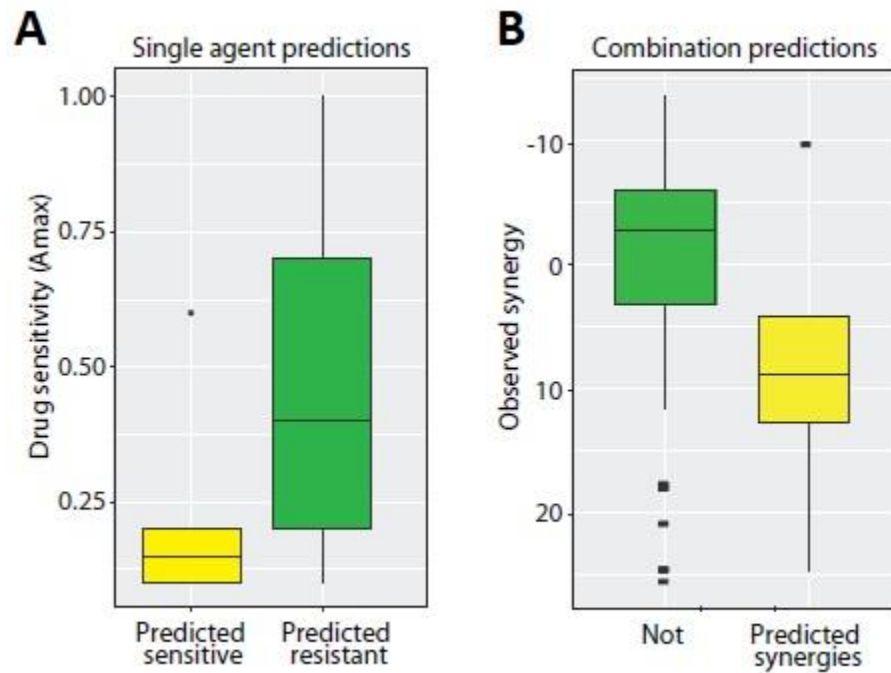 A
Single agent predictions
Drug sensitivity (Amax)
1.00
0.75
0.50
0.25
Predicted
sensitive
Predicted
resistant
B
Combination predictions
Observed synergy
-10
0
10
20
Not
Predicted
synergies